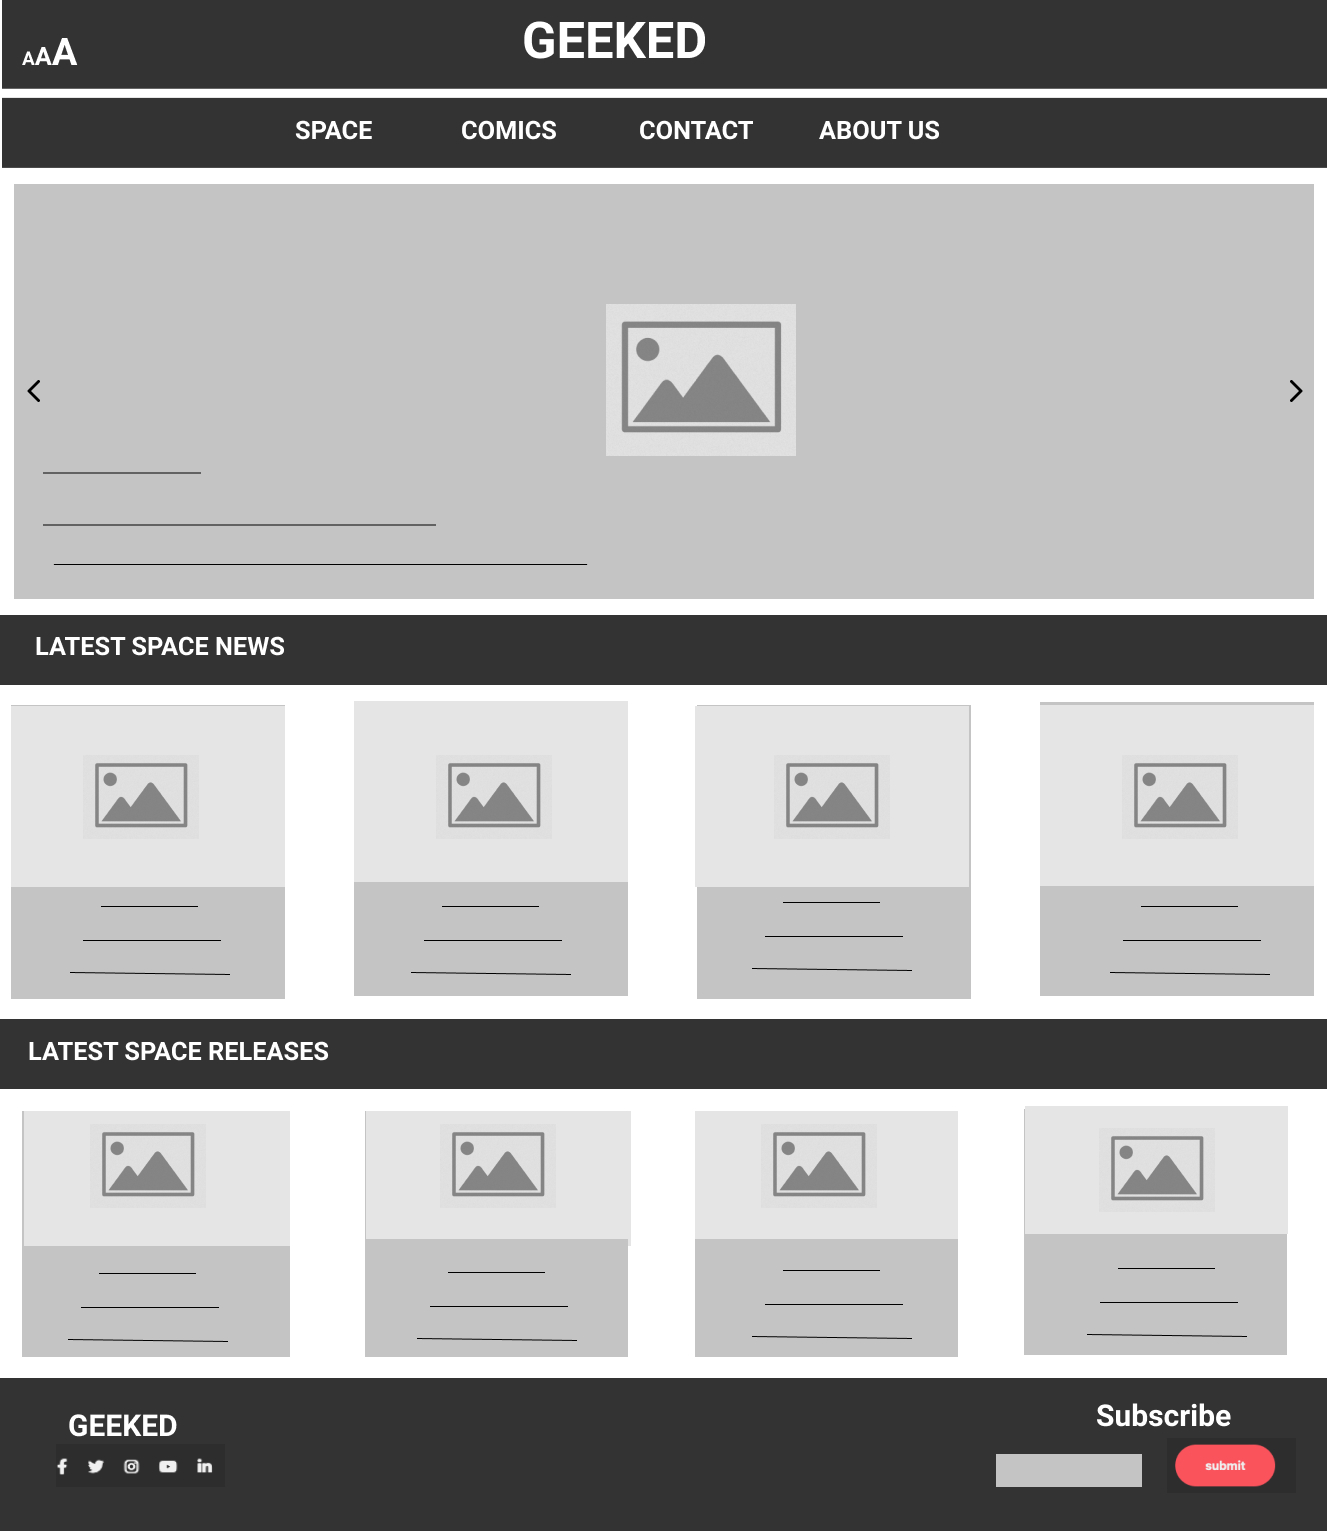 AAA
GEEKED
SPACE COMICS CONTACT ABOUT US
LATEST SPACE NEWS
LATEST SPACE RELEASES
GEEKED
Subscribe
submit